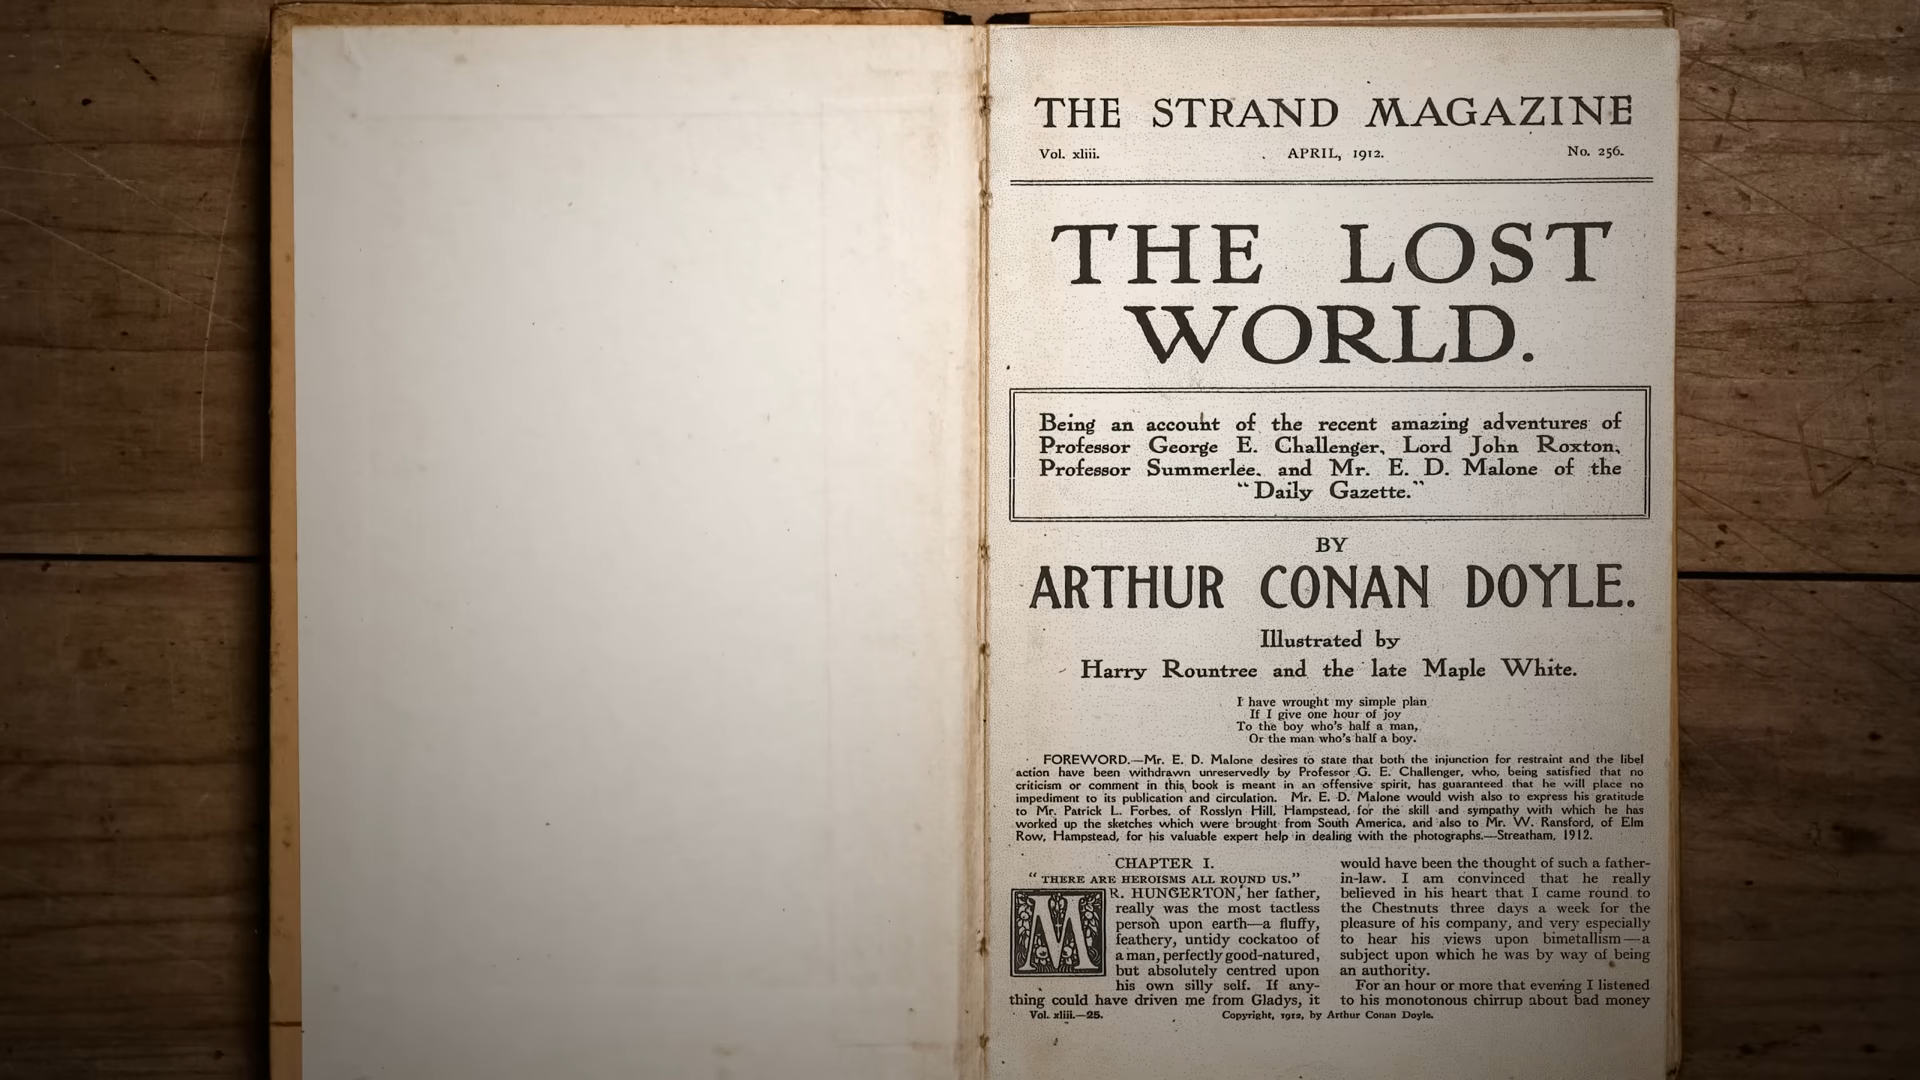 THE STRAND MAGAZINE
Vol. xliii. APRIL, 1912. No. 256.
THE LOST
WORLD.
Being an account of the recent amazing adventures of
Professor George E. Challenger, Lord John Roxton,
Professor Summerlee, and Mr. E. D. Malone of the
“Daily Gazette.”
BY
ARTHUR CONAN DOYLE.
Illustrated by
Harry Rountree and the late Maple White.
I have wrought my simple plan
If I give one hour of joy
To the boy who's half a man,
Or the man who's half a boy.
FOREWORD.—Mr. E. D. Malone desires to state that both the injunction for restraint and the libel
action have been withdrawn unreservedly by Professor G. E. Challenger, who, being satisfied that no
criticism or comment in this book is meant in an offensive spirit, has guaranteed that he will place no
impediment to its publication and circulation. Mr. E. D. Malone would wish also to express his gratitude
to Mr. Patrick L. Forbes, of Rosslyn Hill, Hampstead, for the skill and sympathy with which he has
worked up the sketches which were brought from South America, and also to Mr. W. Ransford, of Elm
Row, Hampstead, for his valuable expert help in dealing with the photographs.—Streatham, 1912.
CHAPTER I.
“THERE ARE HEROISMS ALL ROUND US.”
MR. HUNGERTON, her father,
really was the most tactless
person upon earth—a fluffy,
feathery, untidy cockatoo of
a man, perfectly good-natured,
but absolutely centred upon
his own silly self. If any-
thing could have driven me from Gladys, it
would have been the thought of such a father-
in-law. I am convinced that he really
believed in his heart that I came round to
the Chestnuts three days a week for the
pleasure of his company, and very especially
to hear his views upon bimetallism—a
subject upon which he was by way of being
an authority.
For an hour or more that evening I listened
to his monotonous chirrup about bad money
Vol. xliii.—25. Copyright, 1912, by Arthur Conan Doyle.